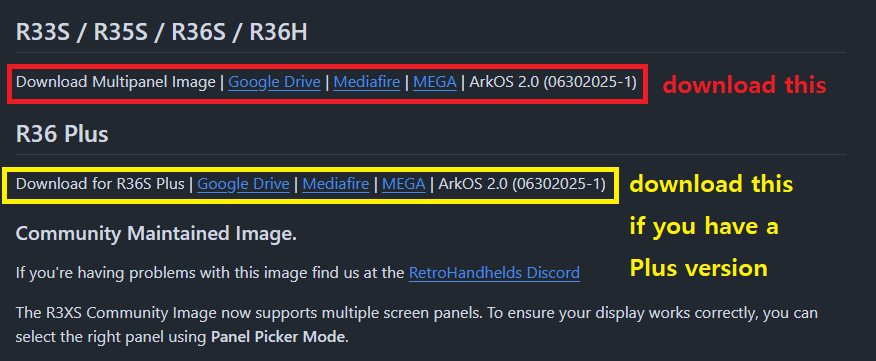 R33S / R35S / R36S / R36H
Download Multipanel Image | Google Drive | Mediafire | MEGA | ArkOS 2.0 (06302025-1)
download this
R36 Plus
Download for R36S Plus | Google Drive | Mediafire | MEGA | ArkOS 2.0 (06302025-1)
download this
if you have a
Plus version
Community Maintained Image.
If you're having problems with this image find us at the RetroHandhelds Discord
The R3XS Community Image now supports multiple screen panels. To ensure your display works correctly, you can
select the right panel using Panel Picker Mode.